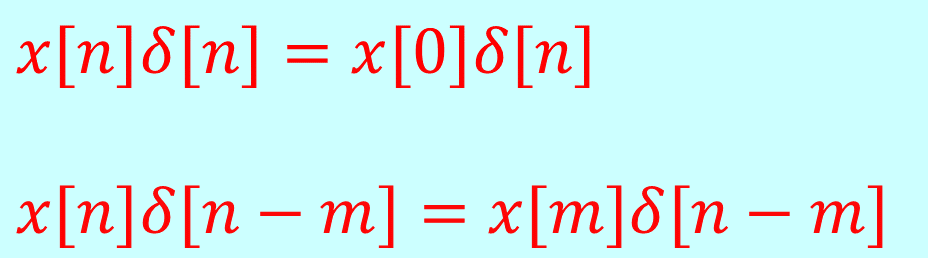 x[n]δ[n] = x[0]δ[n]
x[n]δ[n − m] = x[m]δ[n − m]